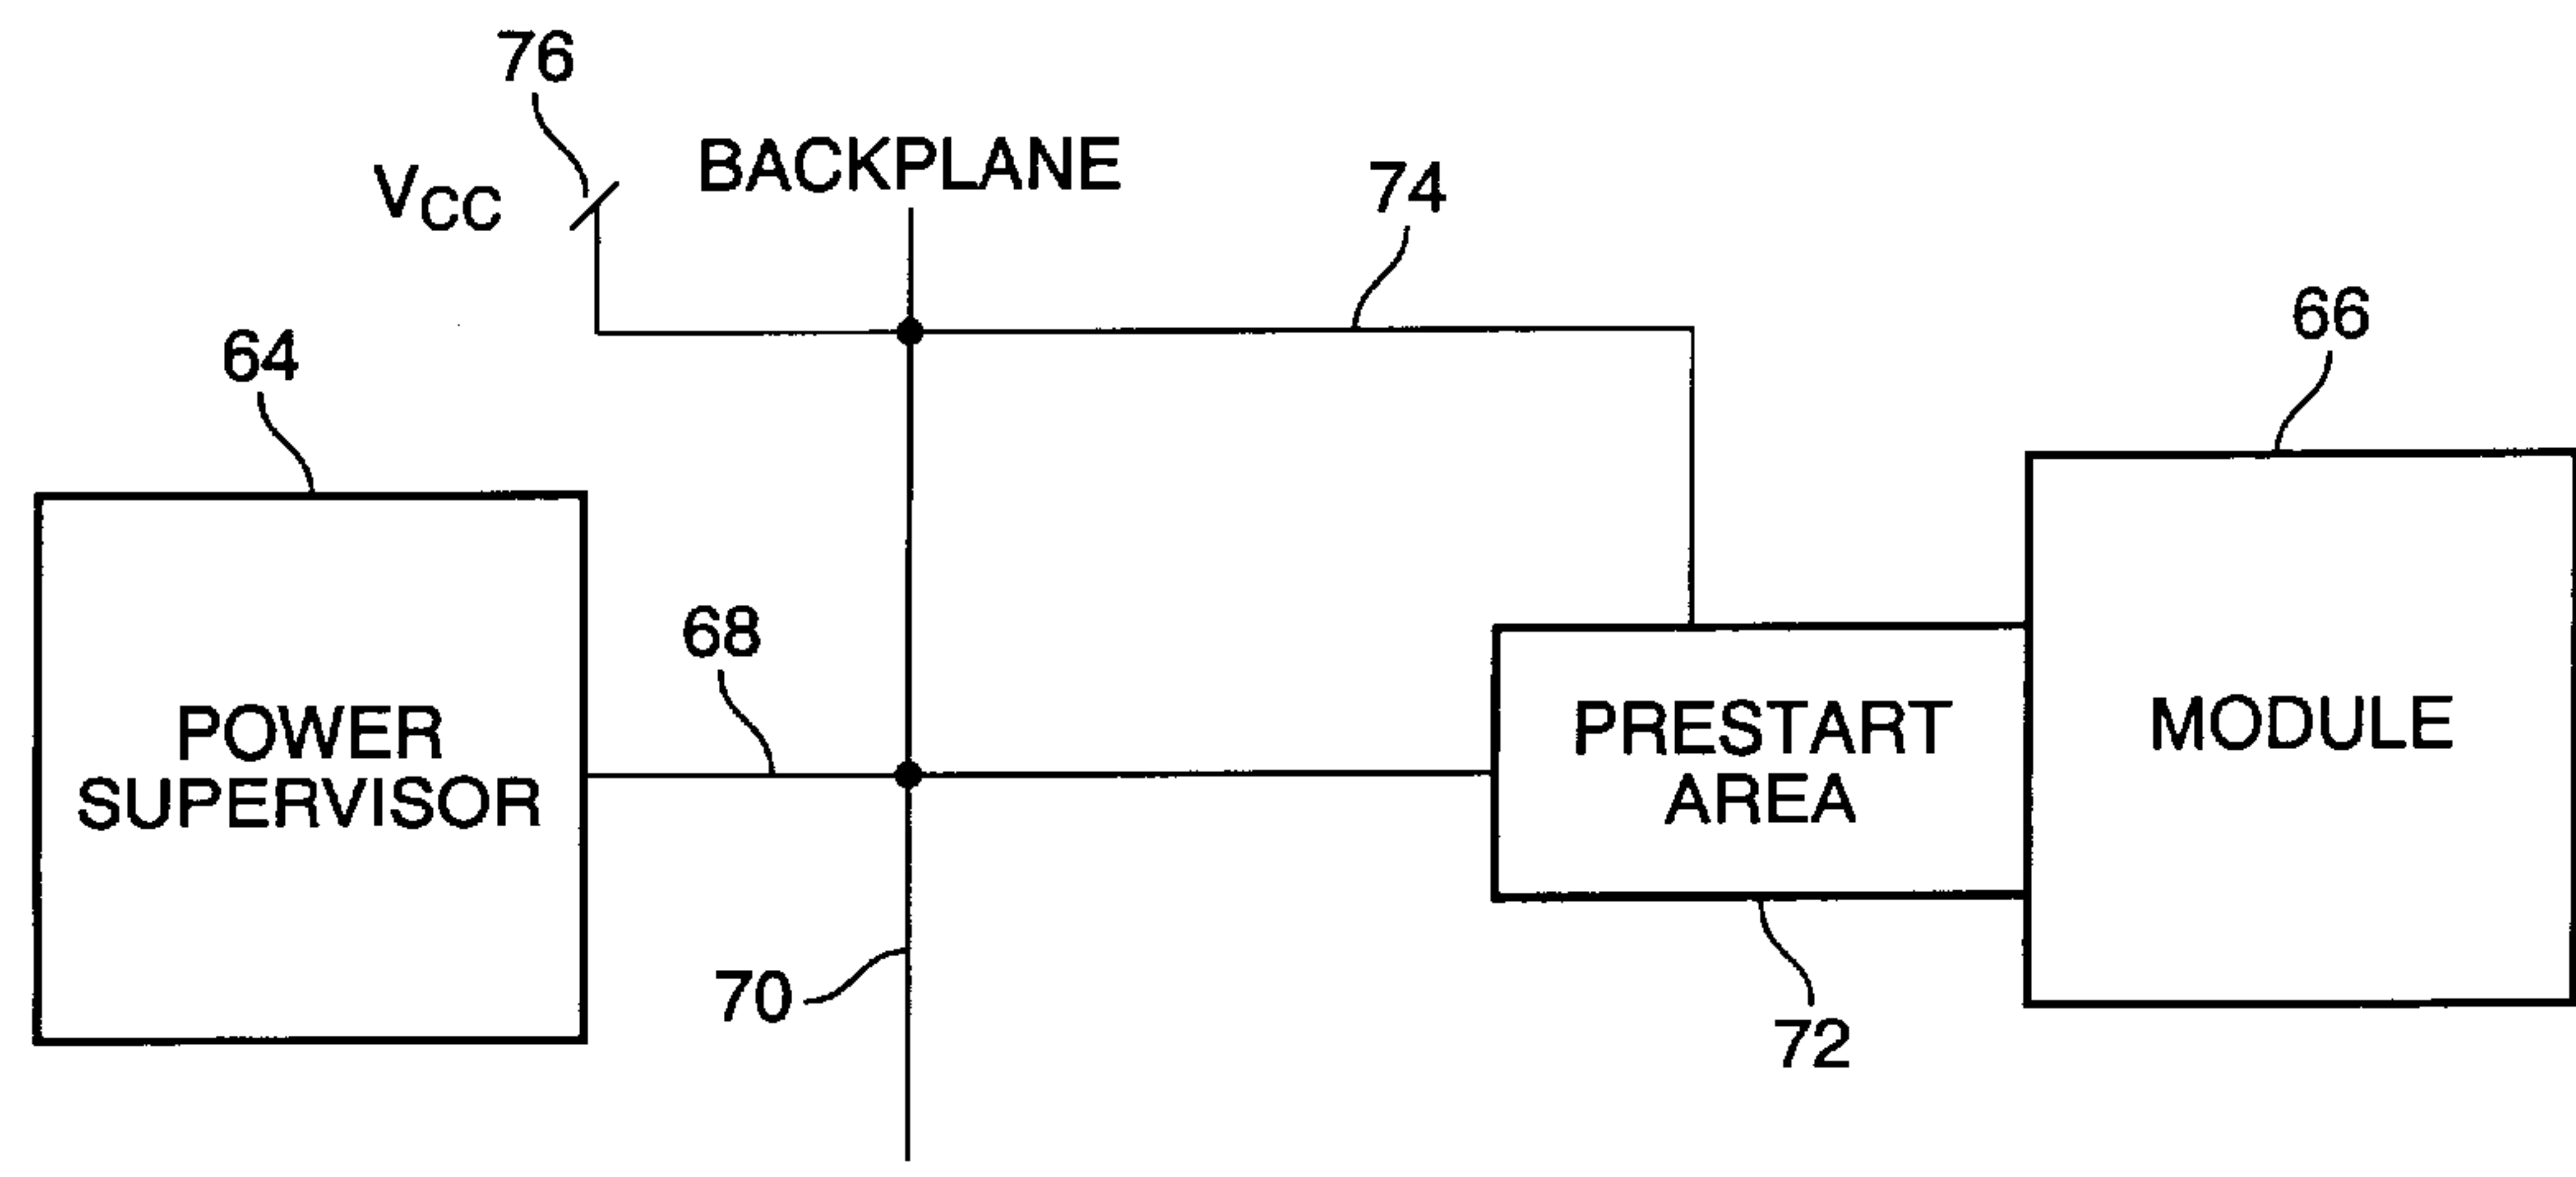 76
BACKPLANE
74
VCC
66
64
68
POWER
SUPERVISOR
PRESTART
AREA
MODULE
70
72